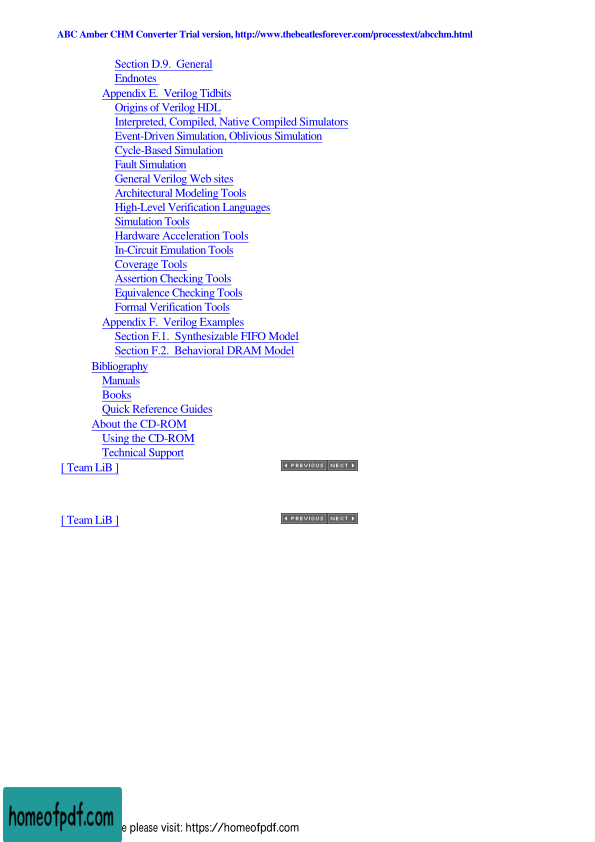 ABC Amber CHM Converter Trial version, http://www.thebeatlesforever.com/processtext/abcchm.html
Section D.9. General
Endnotes
Appendix E. Verilog Tidbits
Origins of Verilog HDL
Interpreted, Compiled, Native Compiled Simulators
Event-Driven Simulation, Oblivious Simulation
Cycle-Based Simulation
Fault Simulation
General Verilog Web sites
Architectural Modeling Tools
High-Level Verification Languages
Simulation Tools
Hardware Acceleration Tools
In-Circuit Emulation Tools
Coverage Tools
Assertion Checking Tools
Equivalence Checking Tools
Formal Verification Tools
Appendix F. Verilog Examples
Section F.1. Synthesizable FIFO Model
Section F.2. Behavioral DRAM Model
Bibliography
Manuals
Books
Quick Reference Guides
About the CD-ROM
Using the CD-ROM
Technical Support
[ Team LiB ] PREVIOUS NEXT
[ Team LiB ] PREVIOUS NEXT
homeofpdf.com
e please visit: https://homeofpdf.com